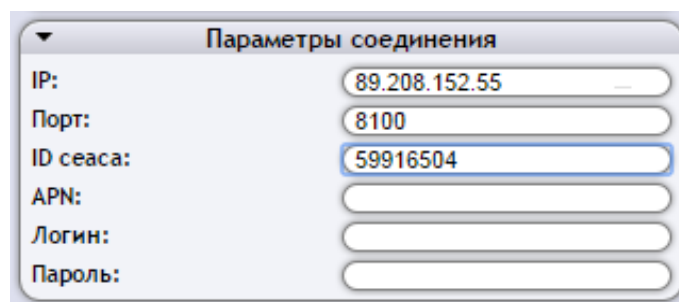 Параметры соединения
IP: 89.208.152.55
Порт: 8100
ID сеаса: 59916504
APN:
Логин:
Пароль: